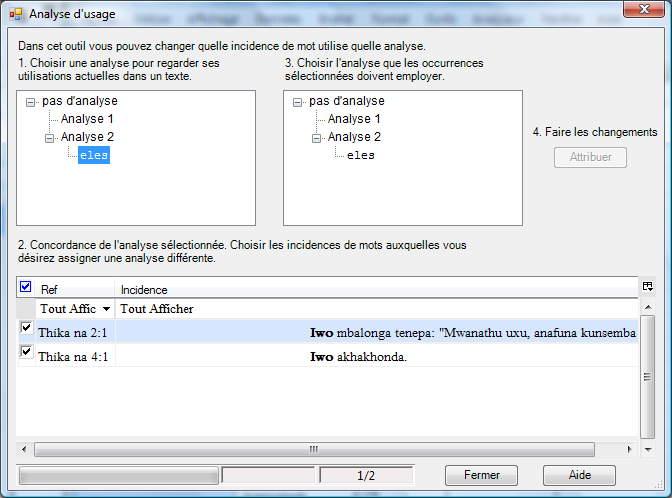 Analyse d'usage
Dans cet outil vous pouvez changer quelle incidence de mot utilise quelle analyse.
1. Choisir une analyse pour regarder ses
utilisations actuelles dans un texte.
pas d'analyse
Analyse 1
Analyse 2
eles
3. Choisir l'analyse que les occurrences
sélectionnées doivent employer.
pas d'analyse
Analyse 1
Analyse 2
eles
4. Faire les changements
Attribuer
2. Concordance de l'analyse sélectionnée. Choisir les incidences de mots auxquelles vous
désirez assigner une analyse différente.
Ref Incidence
Tout Affic Tout Afficher
Thika na 2:1 Iwo mbalonga tenepa: "Mwanathu uxu, anafuna kunsemba
Thika na 4:1 Iwo akhakhonda.
1/2 Fermer Aide